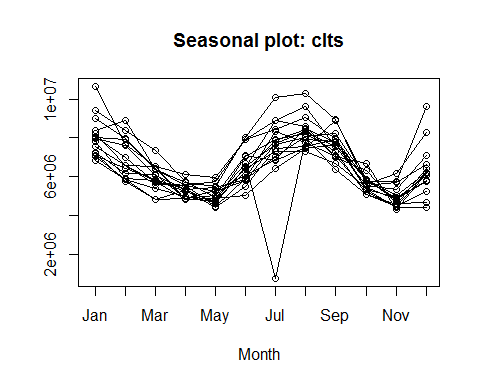 Seasonal plot: clts
1e+07
6e+06
2e+06
Jan Mar May Jul Sep Nov
Month